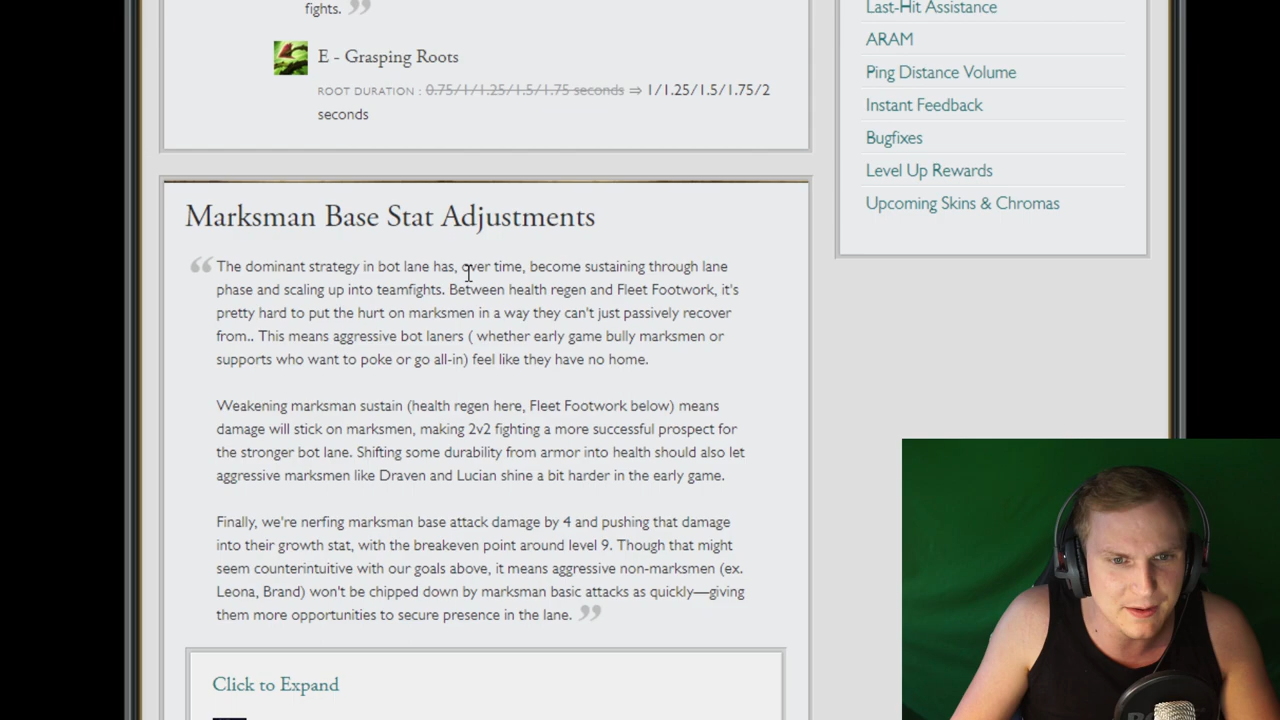 fights. ”
E - Grasping Roots
ROOT DURATION : 0.75/1/1.25/1.5/1.75 seconds ⇒ 1/1.25/1.5/1.75/2
seconds
Marksman Base Stat Adjustments
“ The dominant strategy in bot lane has, over time, become sustaining through lane
phase and scaling up into teamfights. Between health regen and Fleet Footwork, it's
pretty hard to put the hurt on marksmen in a way they can't just passively recover
from.. This means aggressive bot laners ( whether early game bully marksmen or
supports who want to poke or go all-in) feel like they have no home.
Weakening marksman sustain (health regen here, Fleet Footwork below) means
damage will stick on marksmen, making 2v2 fighting a more successful prospect for
the stronger bot lane. Shifting some durability from armor into health should also let
aggressive marksmen like Draven and Lucian shine a bit harder in the early game.
Finally, we're nerfing marksman base attack damage by 4 and pushing that damage
into their growth stat, with the breakeven point around level 9. Though that might
seem counterintuitive with our goals above, it means aggressive non-marksmen (ex.
Leona, Brand) won't be chipped down by marksman basic attacks as quickly—giving
them more opportunities to secure presence in the lane. ”
Click to Expand
Last-Hit Assistance
ARAM
Ping Distance Volume
Instant Feedback
Bugfixes
Level Up Rewards
Upcoming Skins & Chromas